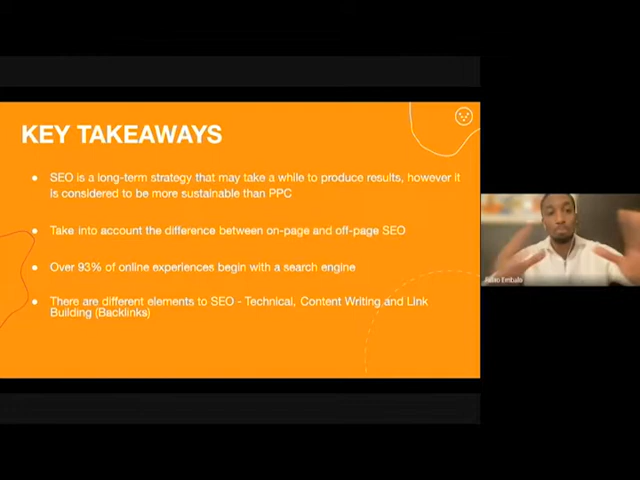 KEY TAKEAWAYS
● SEO is a long-term strategy that may take a while to produce results, however it
is considered to be more sustainable than PPC
● Take into account the difference between on-page and off-page SEO
● Over 93% of online experiences begin with a search engine
● There are different elements to SEO - Technical, Content Writing and Link
Building (Backlinks)
Embalo